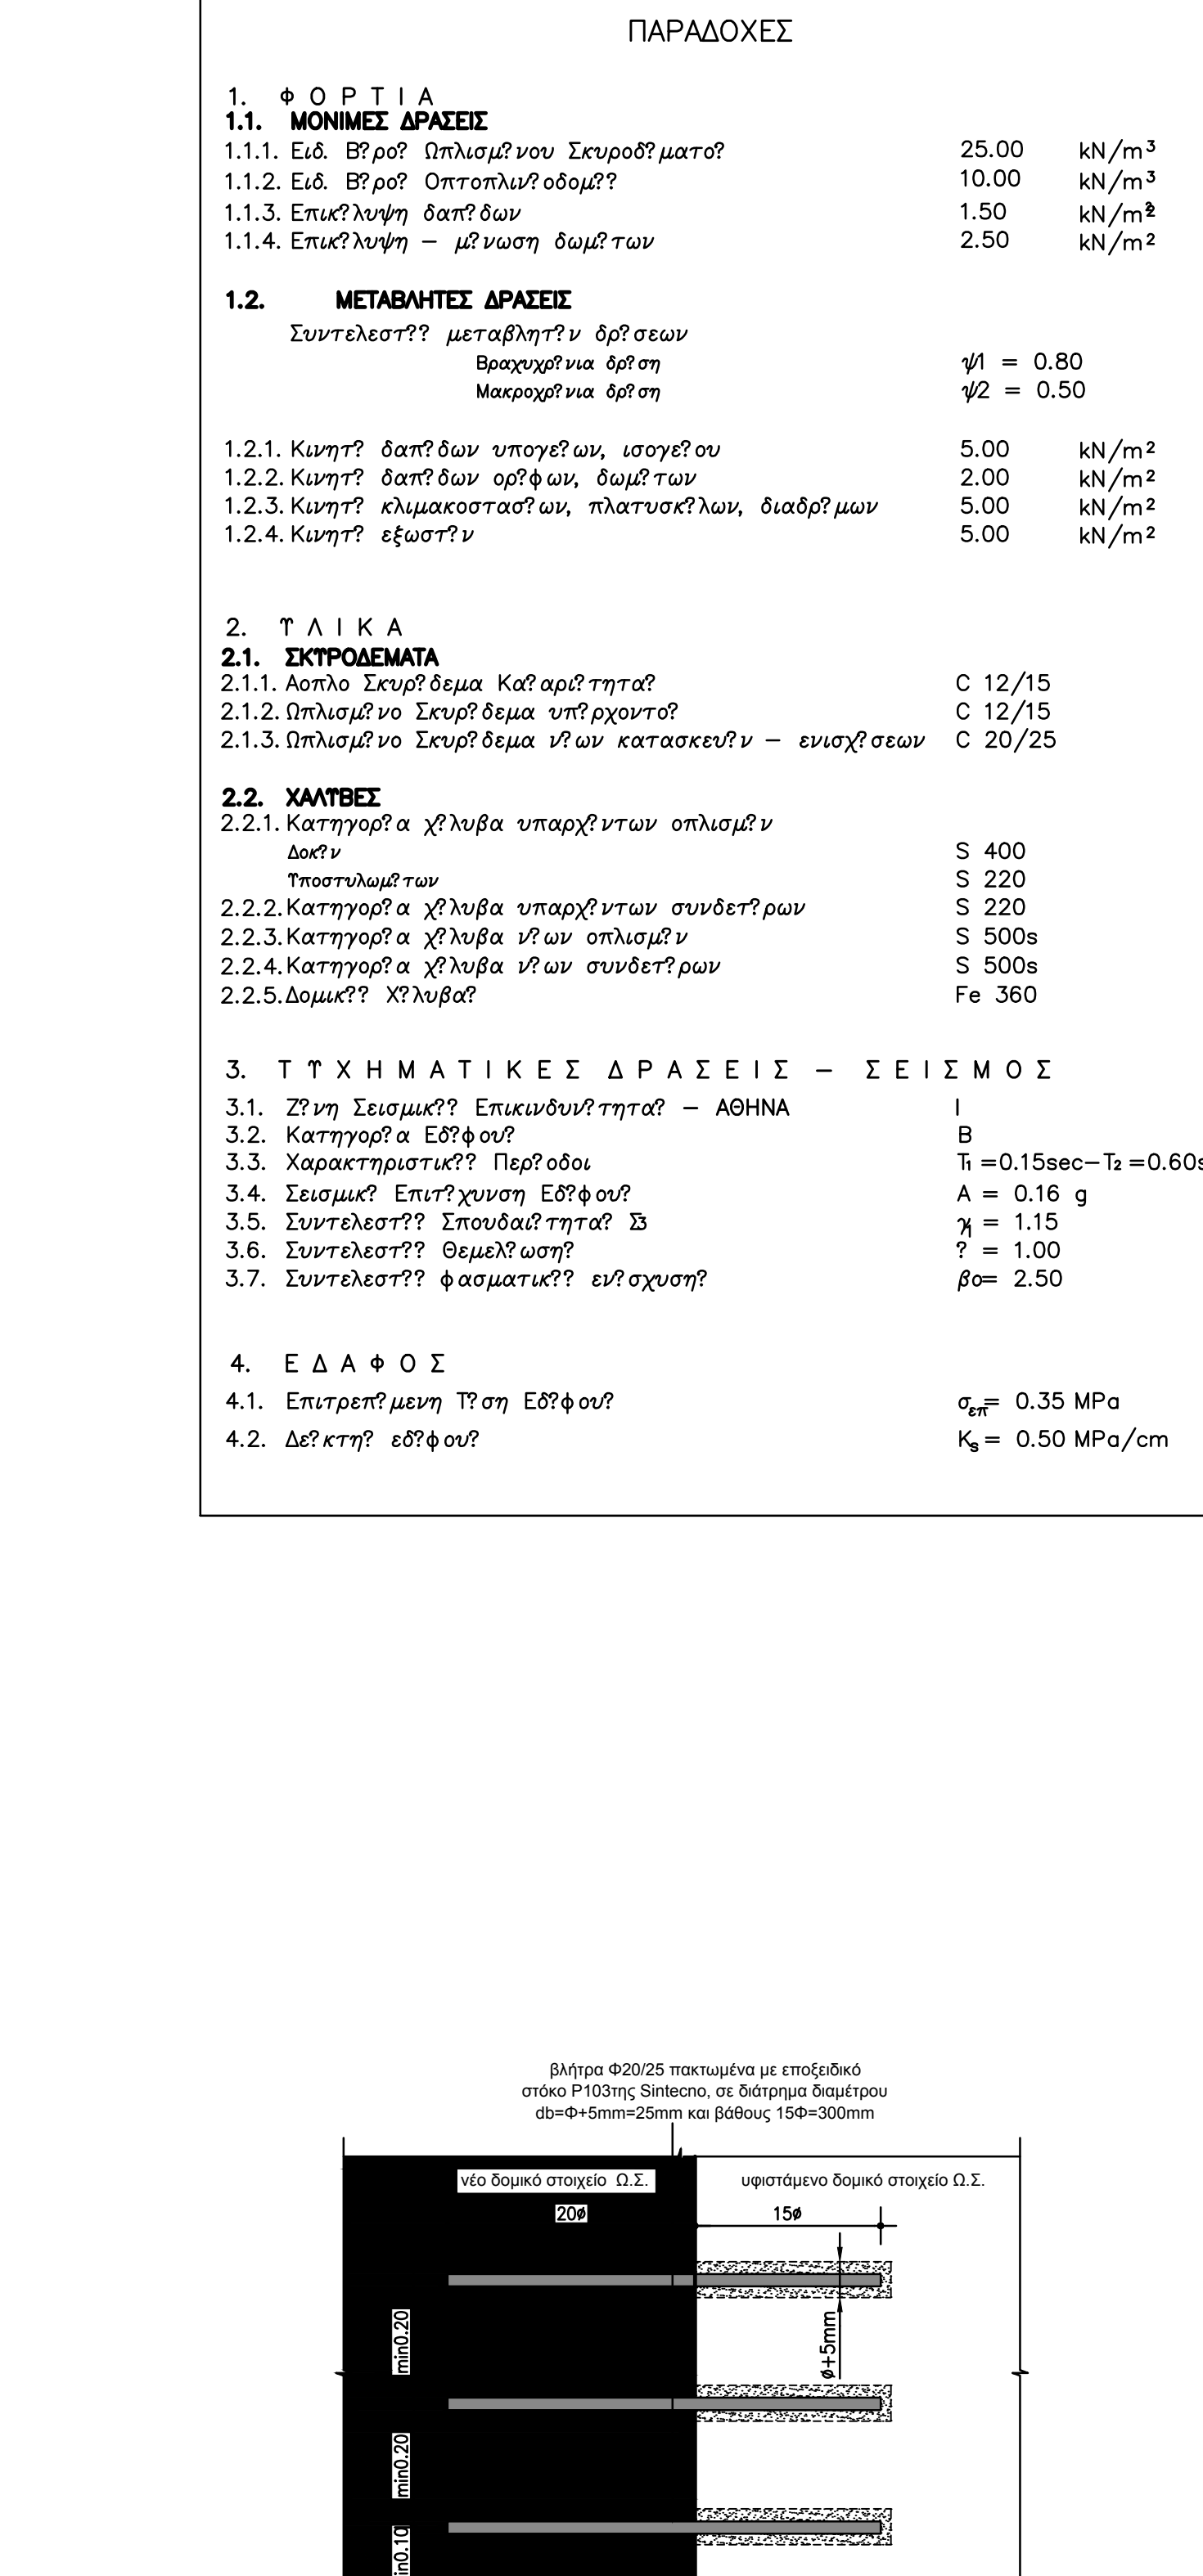 ΠΑΡΑΔΟΧΕΣ
1. ΦΟΡΤΙΑ
1.1. ΜΟΝΙΜΕΣ ΔΡΑΣΕΙΣ
1.1.1. Ειδ. Β?ρο? Ωπλισμ?νου Σκυροδ?ματο? 25.00 kN/m³
1.1.2. Ειδ. Β?ρο? Οπτοπλιν?οδομ?? 10.00 kN/m³
1.1.3. Επικ?λυψη δαπ?δων 1.50 kN/m²
1.1.4. Επικ?λυψη – μ?νωση δωμ?των 2.50 kN/m²
1.2. ΜΕΤΑΒΛΗΤΕΣ ΔΡΑΣΕΙΣ
Συντελεστ?? μεταβλητ?ν δρ?σεων
Βραχυχρ?νια δρ?ση ψ1 = 0.80
Μακροχρ?νια δρ?ση ψ2 = 0.50
1.2.1. Κινητ? δαπ?δων υπογε?ων, ισογε?ου 5.00 kN/m²
1.2.2. Κινητ? δαπ?δων ορ?φων, δωμ?των 2.00 kN/m²
1.2.3. Κινητ? κλιμακοστασ?ων, πλατυσκ?λων, διαδρ?μων 5.00 kN/m²
1.2.4. Κινητ? εξωστ?ν 5.00 kN/m²
2. ϒΛΙΚΑ
2.1. ΣΚϒΡΟΔΕΜΑΤΑ
2.1.1. Αοπλο Σκυρ?δεμα Κα?αρι?τητα? C 12/15
2.1.2. Ωπλισμ?νο Σκυρ?δεμα υπ?ρχοντο? C 12/15
2.1.3. Ωπλισμ?νο Σκυρ?δεμα ν?ων κατασκευ?ν – ενισχ?σεων C 20/25
2.2. ΧΑΛϒΒΕΣ
2.2.1. Κατηγορ?α χ?λυβα υπαρχ?ντων οπλισμ?ν
Δοκ?ν S 400
ϒποστυλωμ?των S 220
2.2.2. Κατηγορ?α χ?λυβα υπαρχ?ντων συνδετ?ρων S 220
2.2.3. Κατηγορ?α χ?λυβα ν?ων οπλισμ?ν S 500s
2.2.4. Κατηγορ?α χ?λυβα ν?ων συνδετ?ρων S 500s
2.2.5. Δομικ?? Χ?λυβα? Fe 360
3. ΤϒΧΗΜΑΤΙΚΕΣ ΔΡΑΣΕΙΣ – ΣΕΙΣΜΟΣ
3.1. Ζ?νη Σεισμικ?? Επικινδυν?τητα? – ΑΘΗΝΑ I
3.2. Κατηγορ?α Εδ?φου? B
3.3. Χαρακτηριστικ?? Περ?οδοι T₁ =0.15sec–T₂ =0.60s
3.4. Σεισμικ? Επιτ?χυνση Εδ?φου? A = 0.16 g
3.5. Συντελεστ?? Σπουδαι?τητα? Σ3 γ₁ = 1.15
3.6. Συντελεστ?? Θεμελ?ωση? ? = 1.00
3.7. Συντελεστ?? φασματικ?? εν?σχυση? βο= 2.50
4. ΕΔΑΦΟΣ
4.1. Επιτρεπ?μενη Τ?ση Εδ?φου? σεπ= 0.35 MPa
4.2. Δε?κτη? εδ?φου? Ks = 0.50 MPa/cm
βλήτρα Φ20/25 πακτωμένα με εποξειδικό
στόκο P103της Sintecno, σε διάτρημα διαμέτρου
db=Φ+5mm=25mm και βάθους 15Φ=300mm
νέο δομικό στοιχείο Ω.Σ. υφιστάμενο δομικό στοιχείο Ω.Σ.
20ø 15ø
min0.20
ø+5mm
min0.20
in0.10